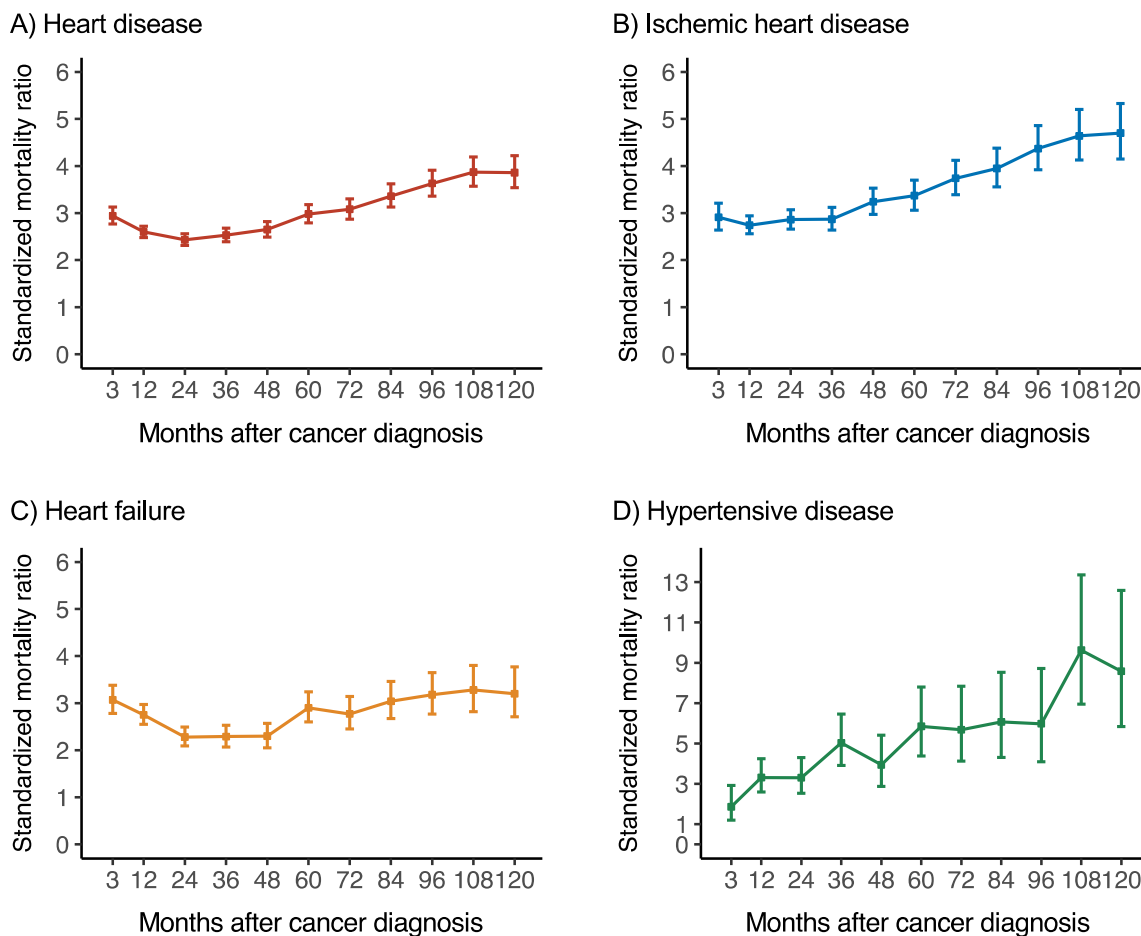 A) Heart disease
Standardized mortality ratio
6
5
4
3
2
1
0
3 12 24 36 48 60 72 84 96 108 120
Months after cancer diagnosis
B) Ischemic heart disease
Standardized mortality ratio
6
5
4
3
2
1
0
3 12 24 36 48 60 72 84 96 108 120
Months after cancer diagnosis
C) Heart failure
Standardized mortality ratio
6
5
4
3
2
1
0
3 12 24 36 48 60 72 84 96 108 120
Months after cancer diagnosis
D) Hypertensive disease
Standardized mortality ratio
13
11
9
7
5
3
1
0
3 12 24 36 48 60 72 84 96 108 120
Months after cancer diagnosis